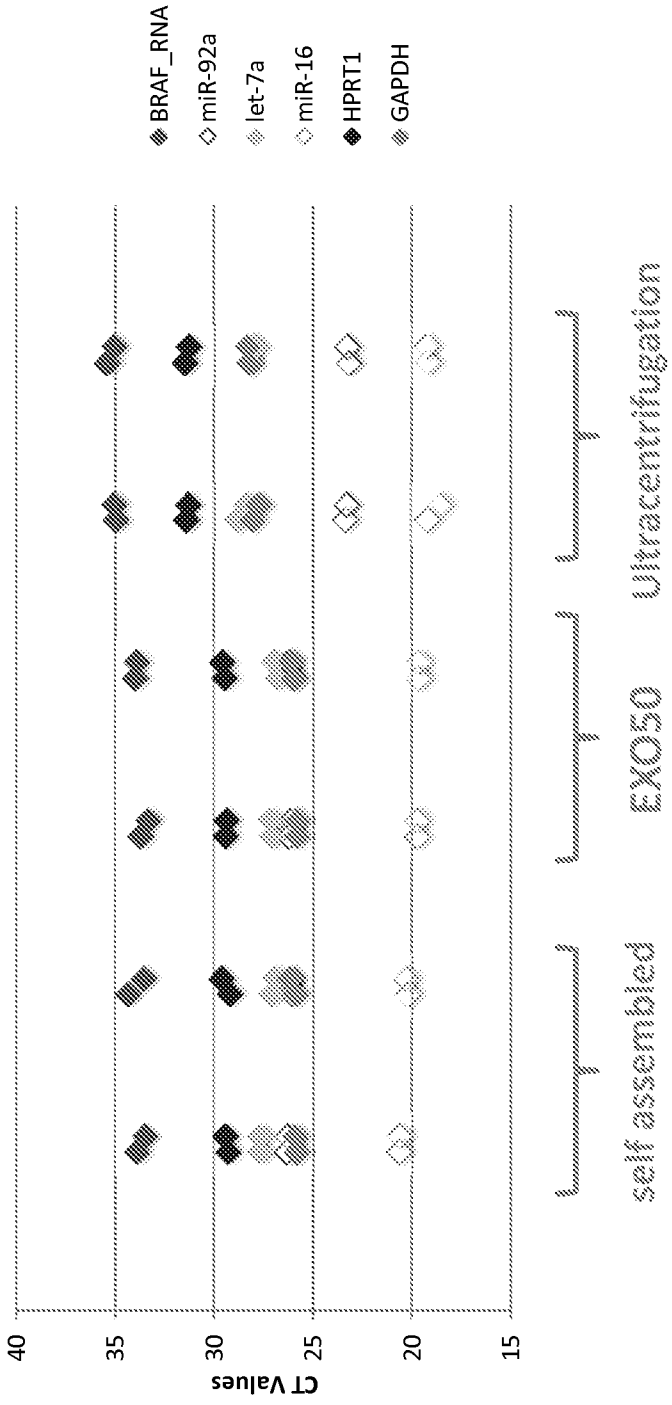 CT Values
40
35
30
25
20
15
self assembled
EXO50
Ultracentrifugation
BRAF_RNA
miR-92a
let-7a
miR-16
HPRT1
GAPDH